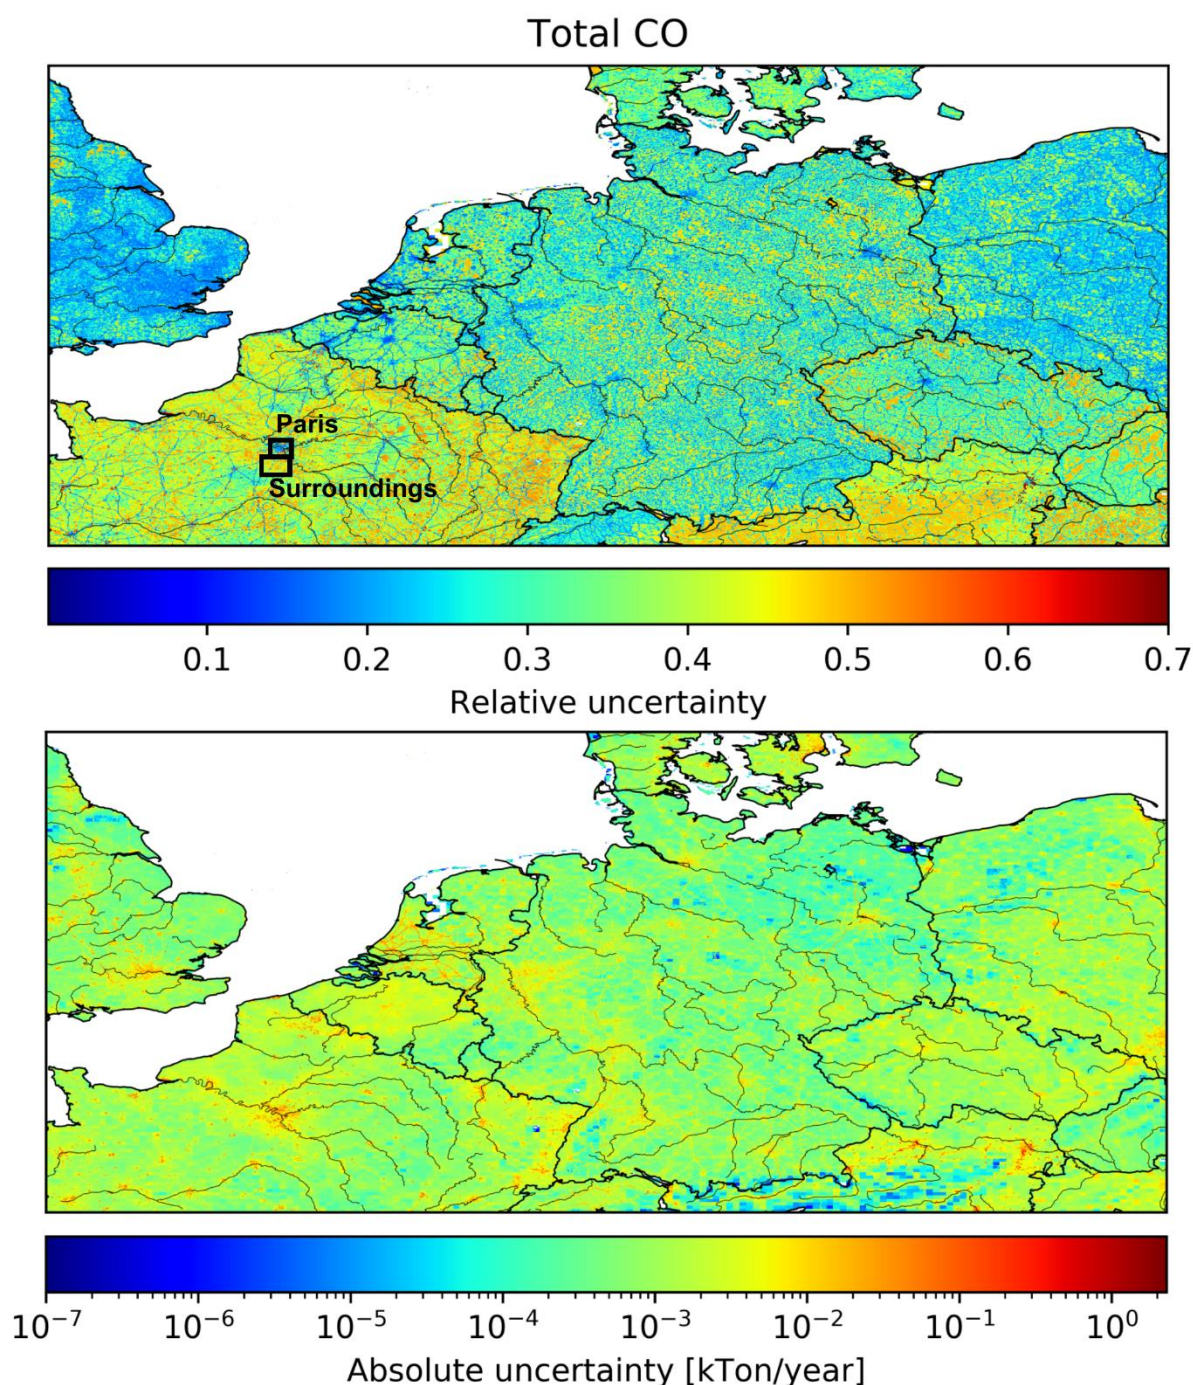 Total CO
Paris
Surroundings
0.1 0.2 0.3 0.4 0.5 0.6 0.7
Relative uncertainty
10⁻⁷ 10⁻⁶ 10⁻⁵ 10⁻⁴ 10⁻³ 10⁻² 10⁻¹ 10⁰
Absolute uncertainty [kTon/year]